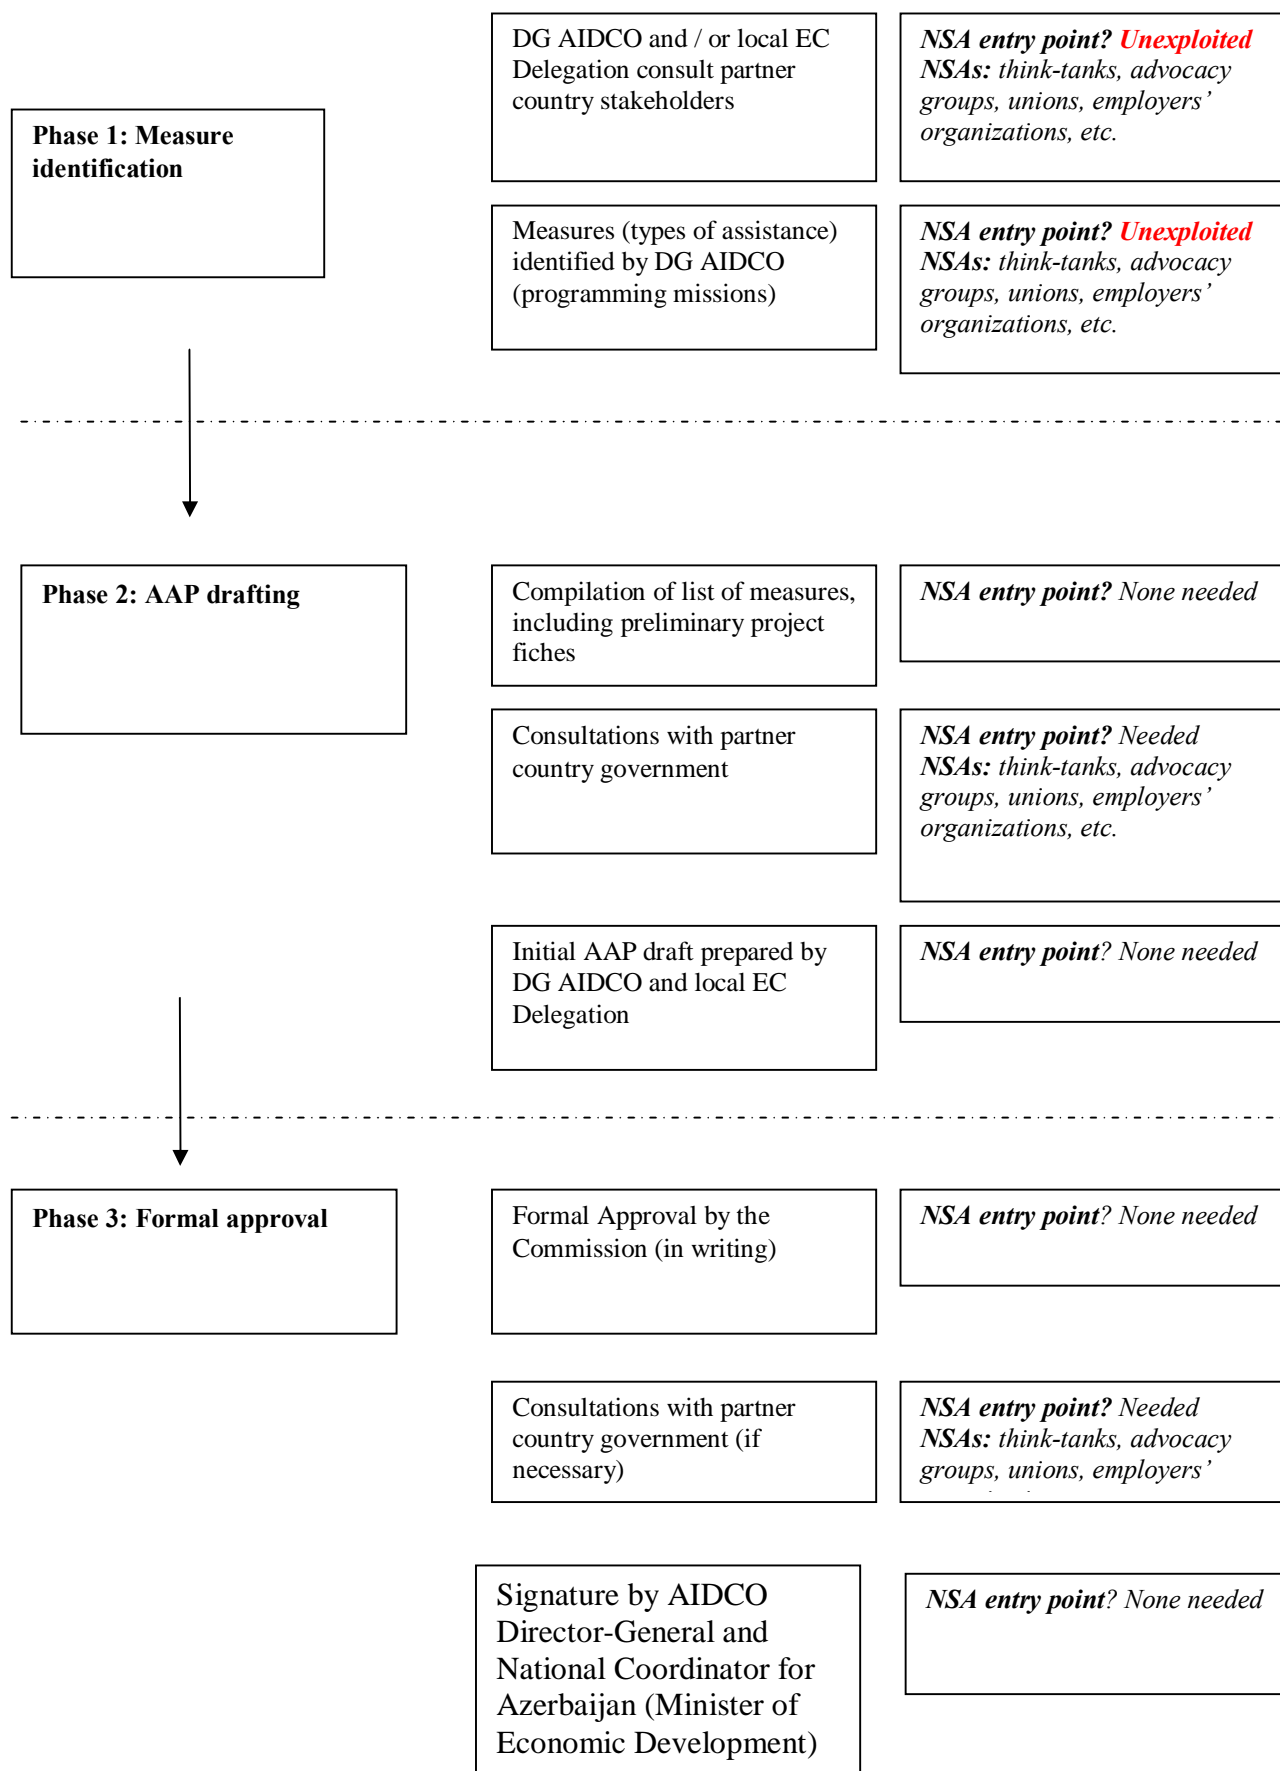 Phase 1: Measure
identification
DG AIDCO and / or local EC
Delegation consult partner
country stakeholders
NSA entry point? Unexploited
NSAs: think-tanks, advocacy
groups, unions, employers’
organizations, etc.
Measures (types of assistance)
identified by DG AIDCO
(programming missions)
NSA entry point? Unexploited
NSAs: think-tanks, advocacy
groups, unions, employers’
organizations, etc.
Phase 2: AAP drafting
Compilation of list of measures,
including preliminary project
fiches
NSA entry point? None needed
Consultations with partner
country government
NSA entry point? Needed
NSAs: think-tanks, advocacy
groups, unions, employers’
organizations, etc.
Initial AAP draft prepared by
DG AIDCO and local EC
Delegation
NSA entry point? None needed
Phase 3: Formal approval
Formal Approval by the
Commission (in writing)
NSA entry point? None needed
Consultations with partner
country government (if
necessary)
NSA entry point? Needed
NSAs: think-tanks, advocacy
groups, unions, employers’
Signature by AIDCO
Director-General and
National Coordinator for
Azerbaijan (Minister of
Economic Development)
NSA entry point? None needed